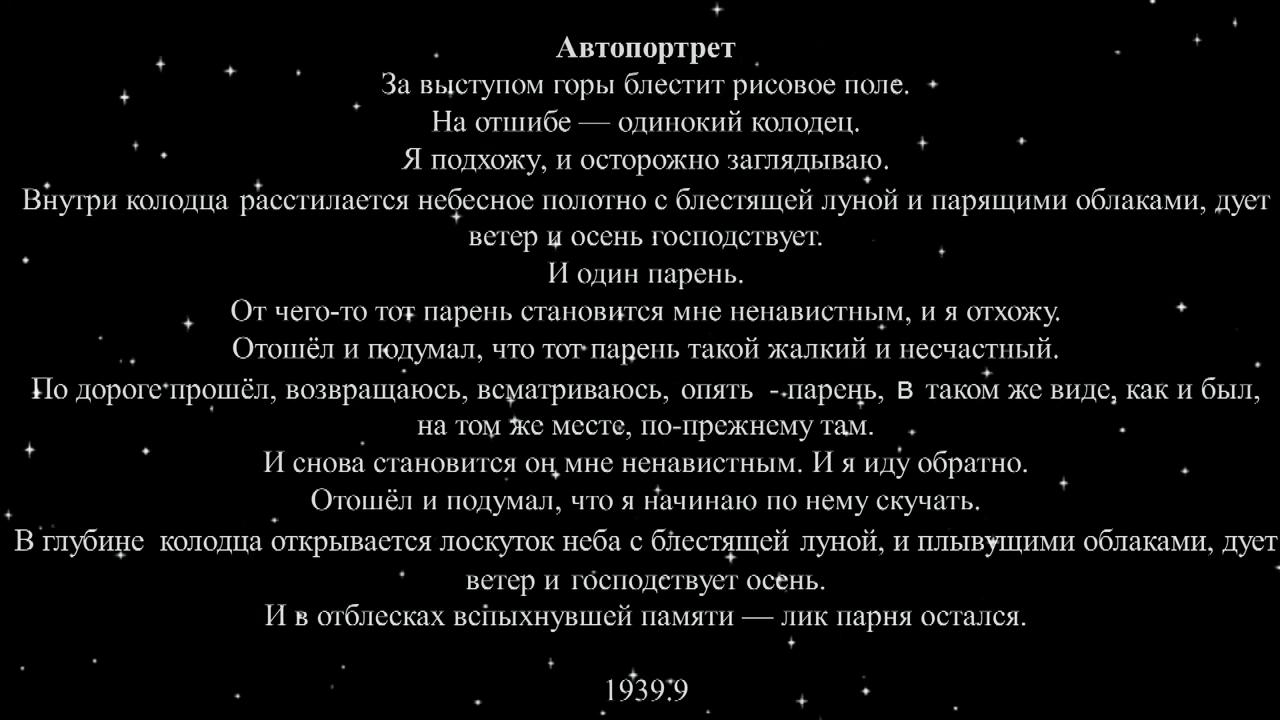 Автопортрет
За выступом горы блестит рисовое поле.
На отшибе — одинокий колодец.
Я подхожу, и осторожно заглядываю.
Внутри колодца расстилается небесное полотно с блестящей луной и парящими облаками, дует
ветер и осень господствует.
И один парень.
От чего-то тот парень становится мне ненавистным, и я отхожу.
Отошёл и подумал, что тот парень такой жалкий и несчастный.
По дороге прошёл, возвращаюсь, всматриваюсь, опять - парень, в таком же виде, как и был,
на том же месте, по-прежнему там.
И снова становится он мне ненавистным. И я иду обратно.
Отошёл и подумал, что я начинаю по нему скучать.
В глубине колодца открывается лоскуток неба с блестящей луной, и плывущими облаками, дует
ветер и господствует осень.
И в отблесках вспыхнувшей памяти — лик парня остался.
1939.9